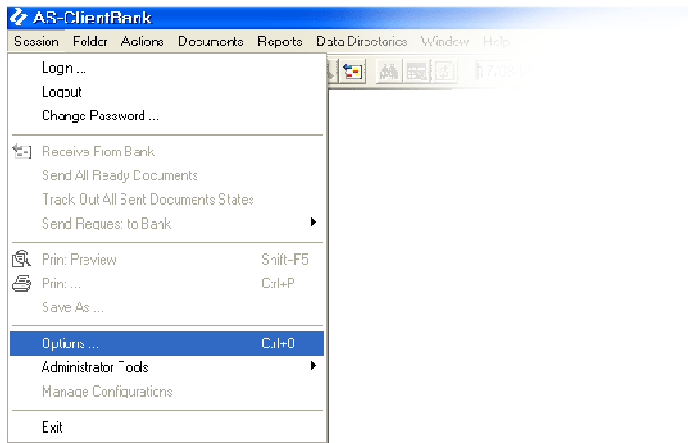 AS-ClientBank
Session Folder Actions Documents Reports Data Directories Window Help
Login ...
Logout
Change Password ...
Receive From Bank
Send All Ready Documents
Track Out All Sent Documents States
Send Request to Bank
Print Preview Shift+F5
Print ... Ctrl+P
Save As ...
Options ... Ctrl+O
Administrator Tools
Manage Configurations
Exit